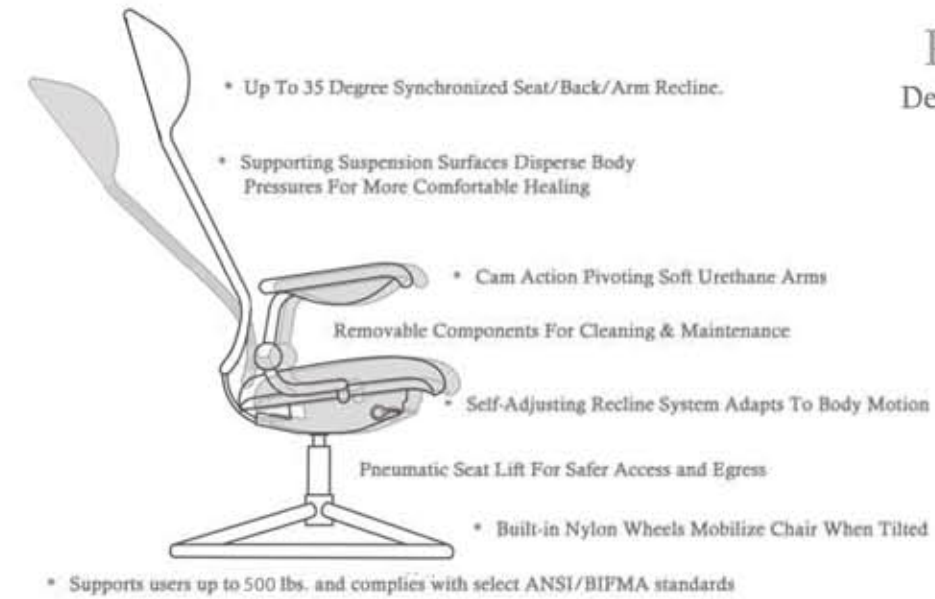 * Up To 35 Degree Synchronized Seat/Back/Arm Recline.
* Supporting Suspension Surfaces Disperse Body
Pressures For More Comfortable Healing
* Cam Action Pivoting Soft Urethane Arms
Removable Components For Cleaning & Maintenance
* Self-Adjusting Recline System Adapts To Body Motion
Pneumatic Seat Lift For Safer Access and Egress
* Built-in Nylon Wheels Mobilize Chair When Tilted
* Supports users up to 500 lbs. and complies with select ANSI/BIFMA standards